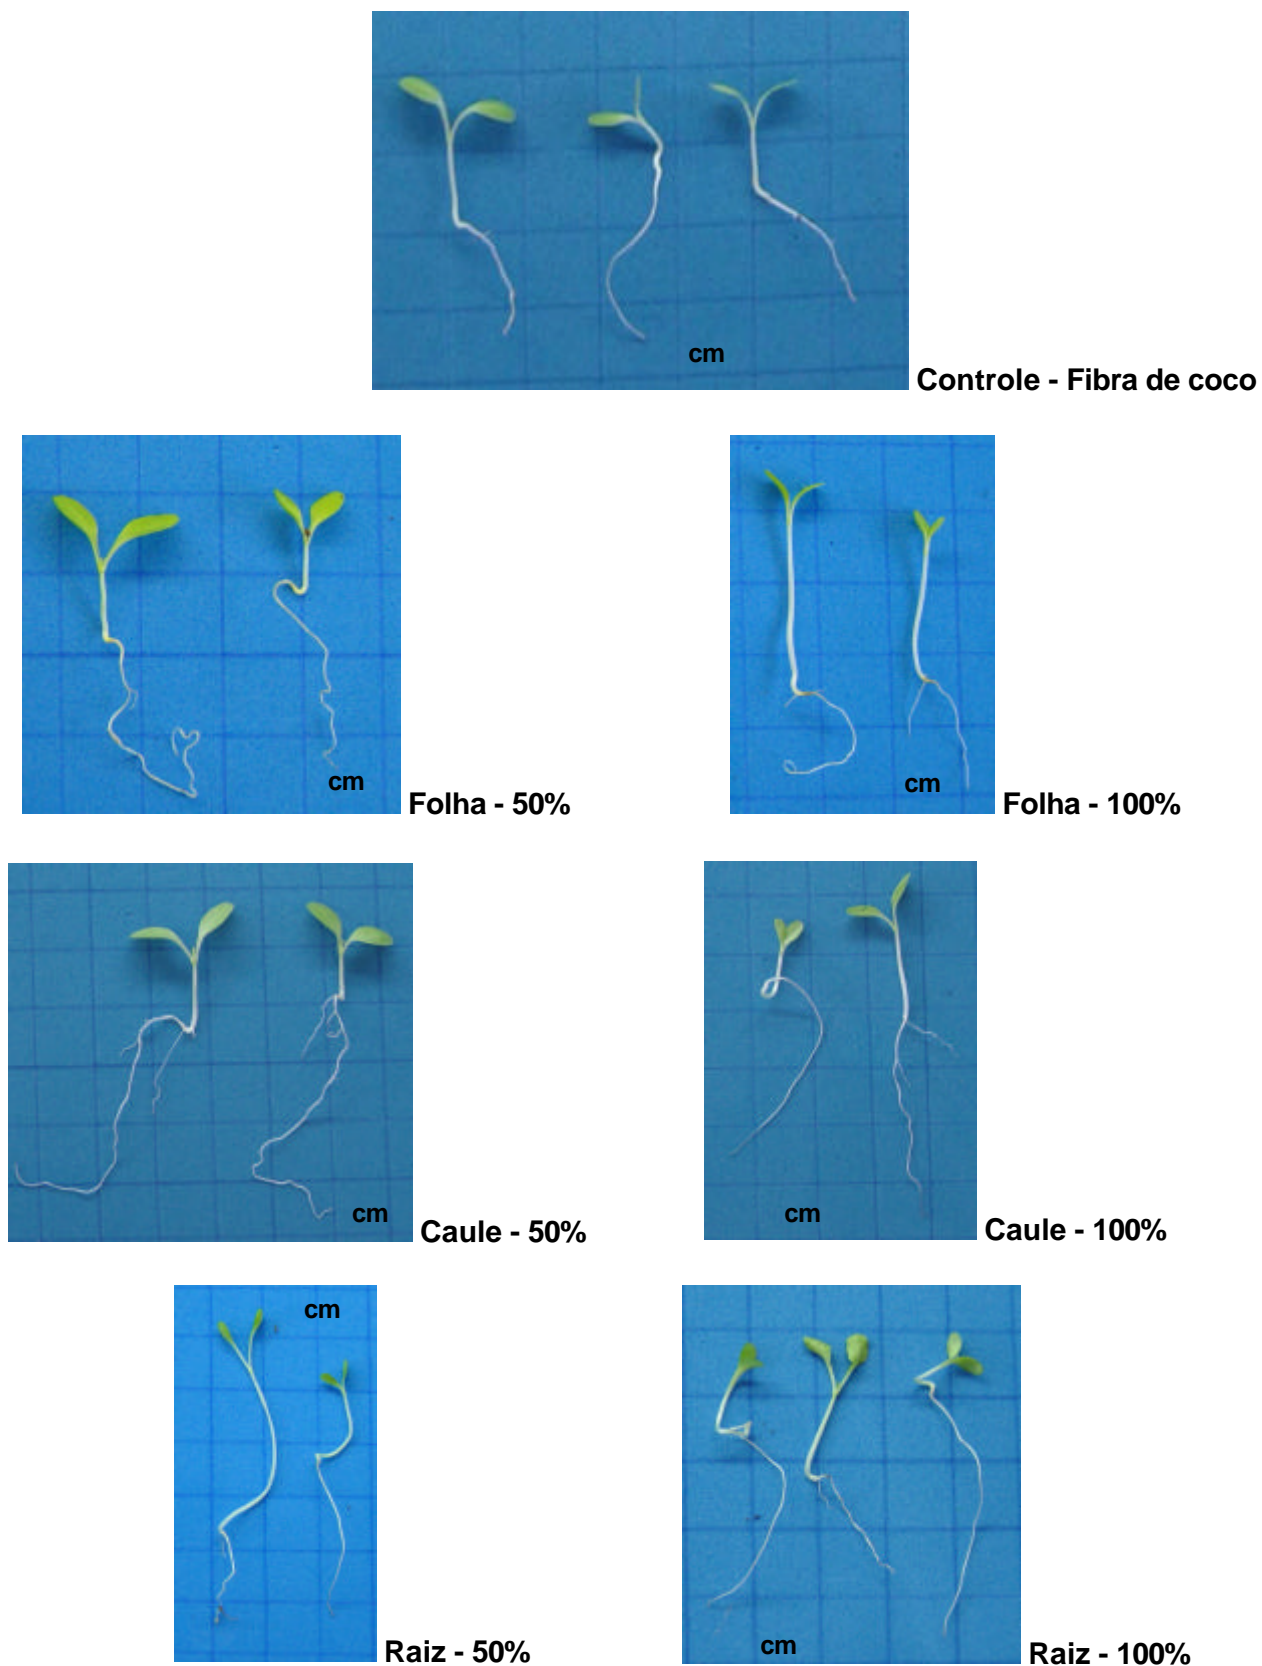 cm
Controle - Fibra de coco
cm
Folha - 50%
cm
Folha - 100%
cm
Caule - 50%
cm
Caule - 100%
cm
Raiz - 50%
cm
Raiz - 100%